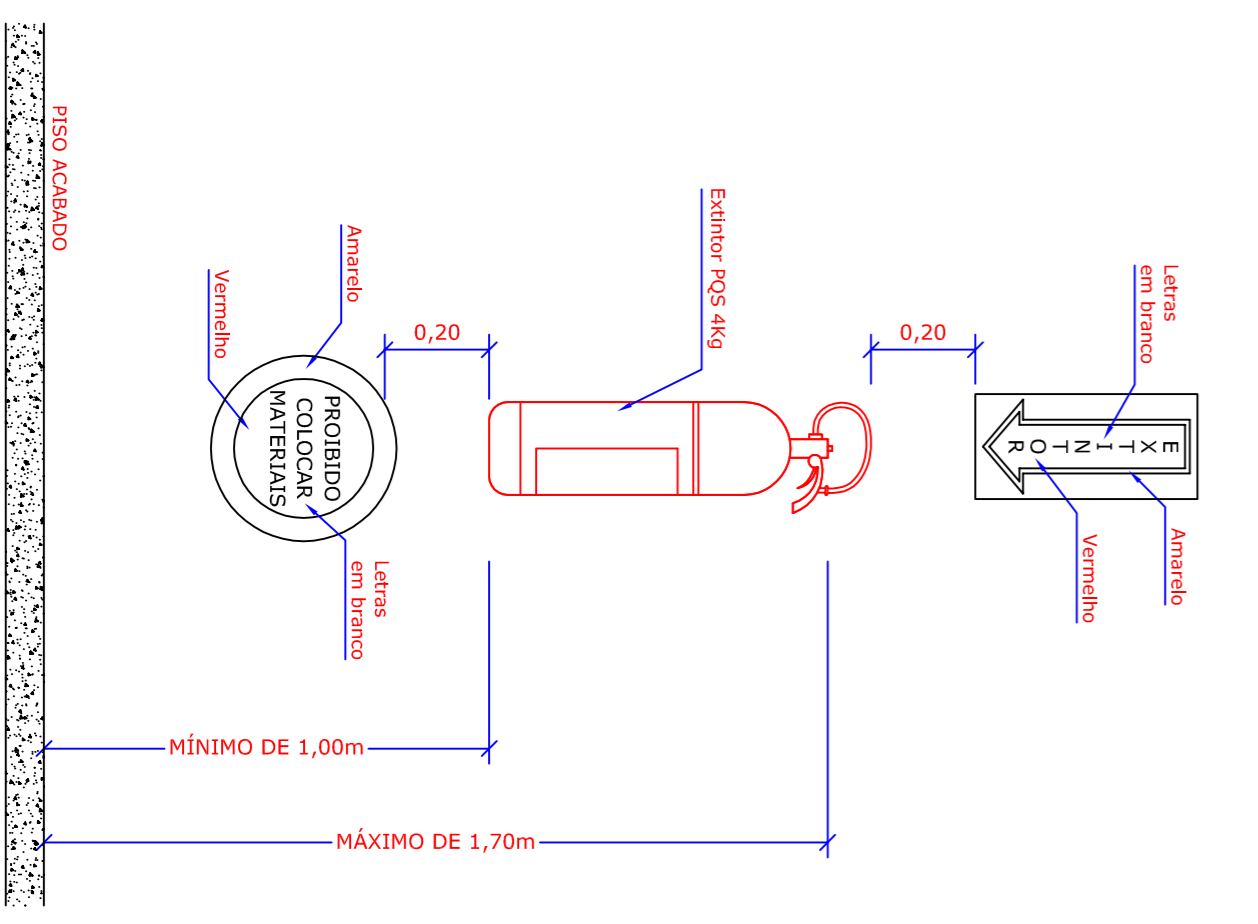 Letras
em branco
E
X
T
I
N
T
O
R
Amarelo
Vermelho
0,20
Extintor PQS 4Kg
0,20
Amarelo
Vermelho
PROIBIDO
COLOCAR
MATERIAIS
Letras
em branco
PISO ACABADO
MÍNIMO DE 1,00m
MÁXIMO DE 1,70m